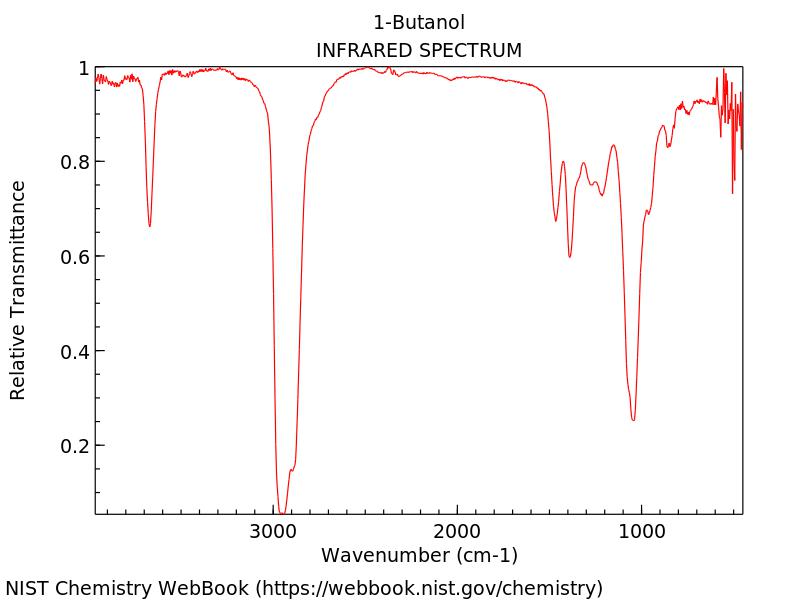 1-Butanol
INFRARED SPECTRUM
Relative Transmittance
1
0.8
0.6
0.4
0.2
3000 2000 1000
Wavenumber (cm-1)
NIST Chemistry WebBook (https://webbook.nist.gov/chemistry)